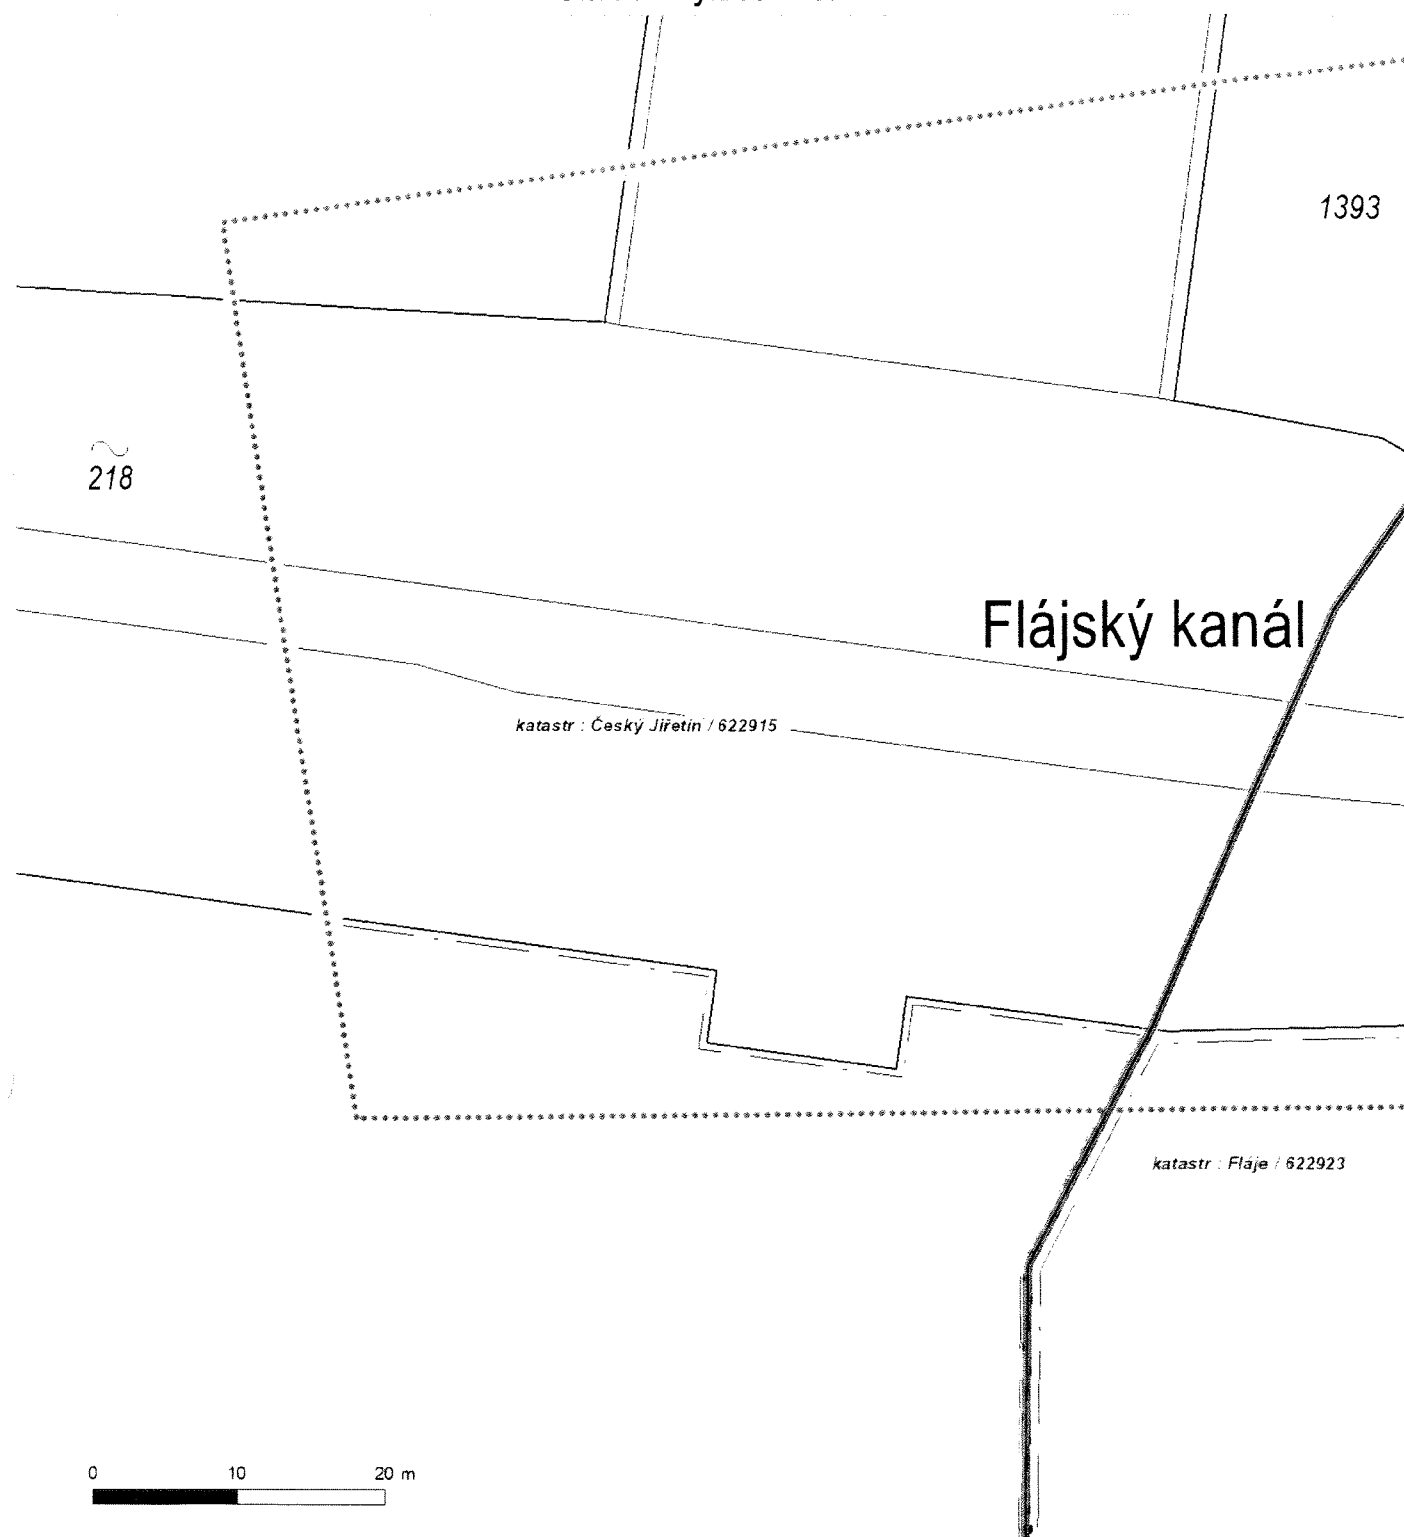 1393
218
Flájský kanál
katastr : Český Jiřetín / 622915
katastr : Fláje / 622923
0 10 20 m